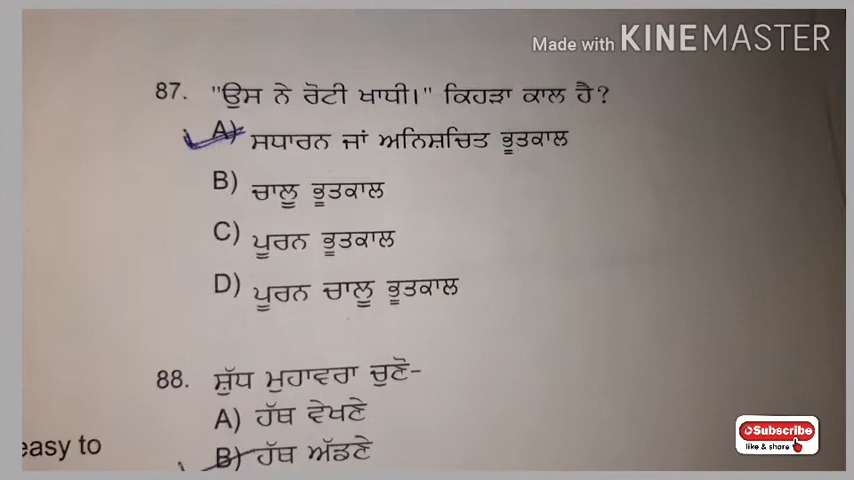 Made with KINEMASTER
87. "ਉਸ ਨੇ ਰੋਟੀ ਖਾਧੀ।" ਕਿਹੜਾ ਕਾਲ ਹੈ?
A) ਸਧਾਰਨ ਜਾਂ ਅਨਿਸ਼ਚਿਤ ਭੂਤਕਾਲ
B) ਚਾਲੂ ਭੂਤਕਾਲ
C) ਪੂਰਨ ਭੂਤਕਾਲ
D) ਪੂਰਨ ਚਾਲੂ ਭੂਤਕਾਲ
88. ਸ਼ੁੱਧ ਮੁਹਾਵਰਾ ਚੁਣੋ-
A) ਹੱਥ ਵੇਖਣੇ
B) ਹੱਥ ਅੱਡਣੇ
easy to
Subscribe
like & share